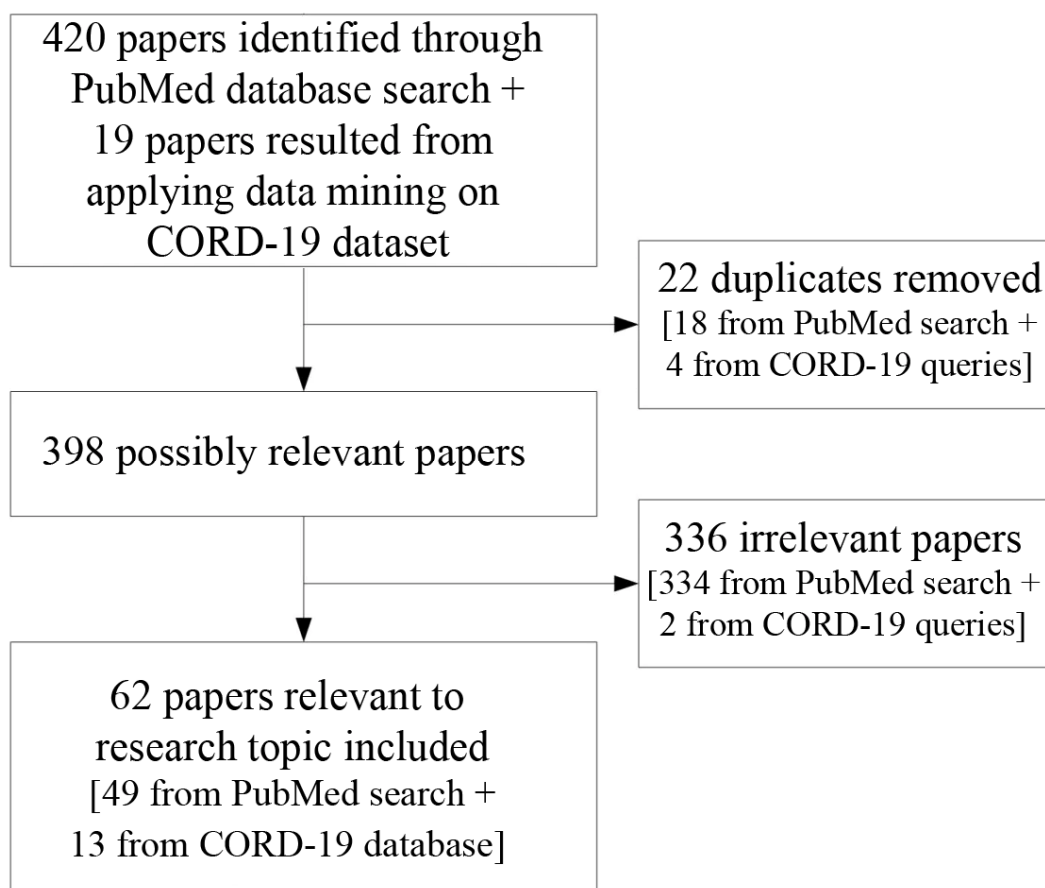 420 papers identified through
PubMed database search +
19 papers resulted from
applying data mining on
CORD-19 dataset
22 duplicates removed
[18 from PubMed search +
4 from CORD-19 queries]
398 possibly relevant papers
336 irrelevant papers
[334 from PubMed search +
2 from CORD-19 queries]
62 papers relevant to
research topic included
[49 from PubMed search +
13 from CORD-19 database]